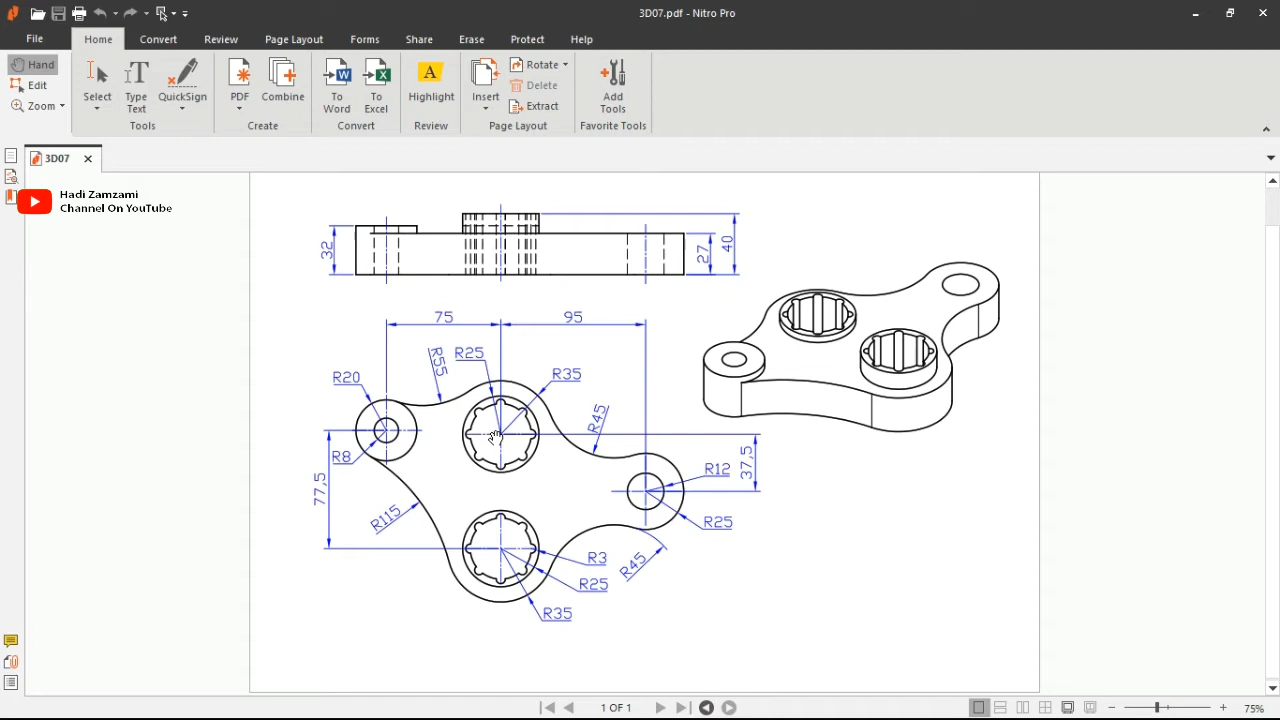 3D07.pdf - Nitro Pro
File Home Convert Review Page Layout Forms Share Erase Protect Help
Hand
Edit
Zoom
Select
Type Text
QuickSign
Tools
PDF
Combine
Create
To Word
To Excel
Convert
Highlight
Review
Insert
Rotate
Delete
Extract
Page Layout
Add Tools
Favorite Tools
3D07
Hadi Zamzami
Channel On YouTube
32
27
40
75
95
R55
R25
R35
R20
R45
R8
R12
37,5
77,5
R115
R25
R3
R45
R25
R35
1 OF 1
75%